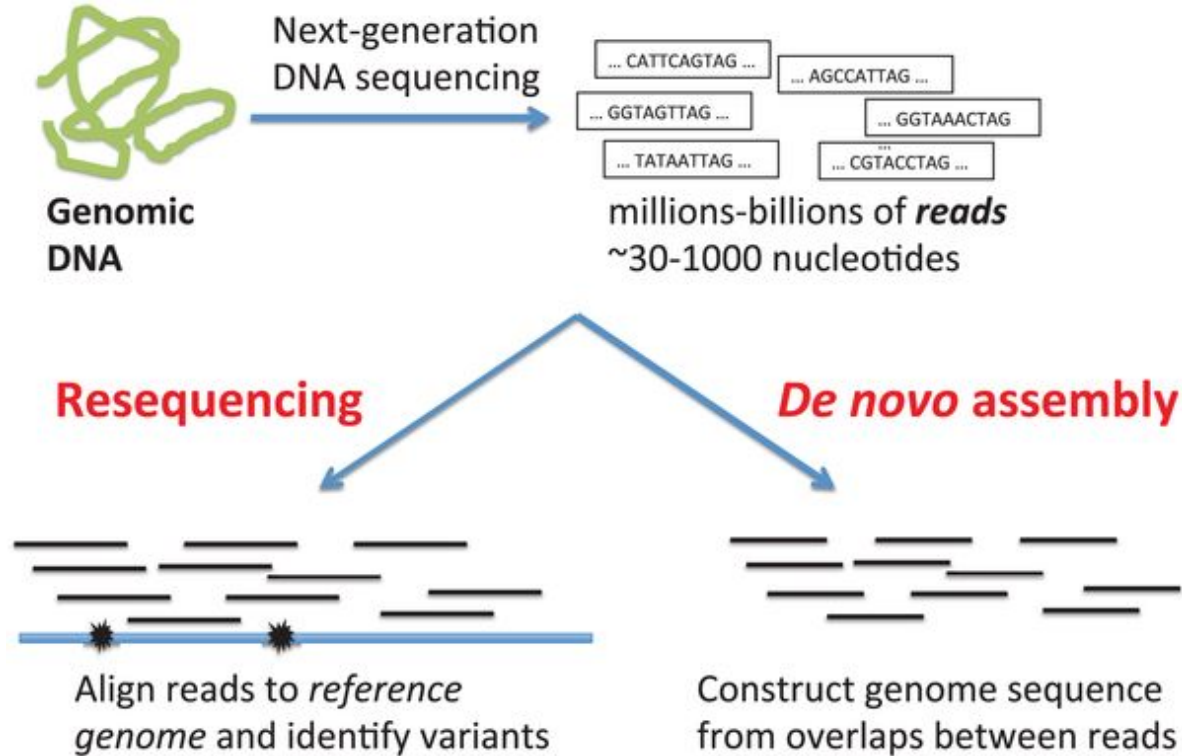 Next-generation
DNA sequencing
Genomic
DNA
... CATTCAGTAG ...
... AGCCATTAG ...
... GGTAGTTAG ...
... GGTAAACTAG
...
... TATAATTAG ...
... CGTACCTAG ...
millions-billions of reads
~30-1000 nucleotides
Resequencing
De novo assembly
Align reads to reference
genome and identify variants
Construct genome sequence
from overlaps between reads